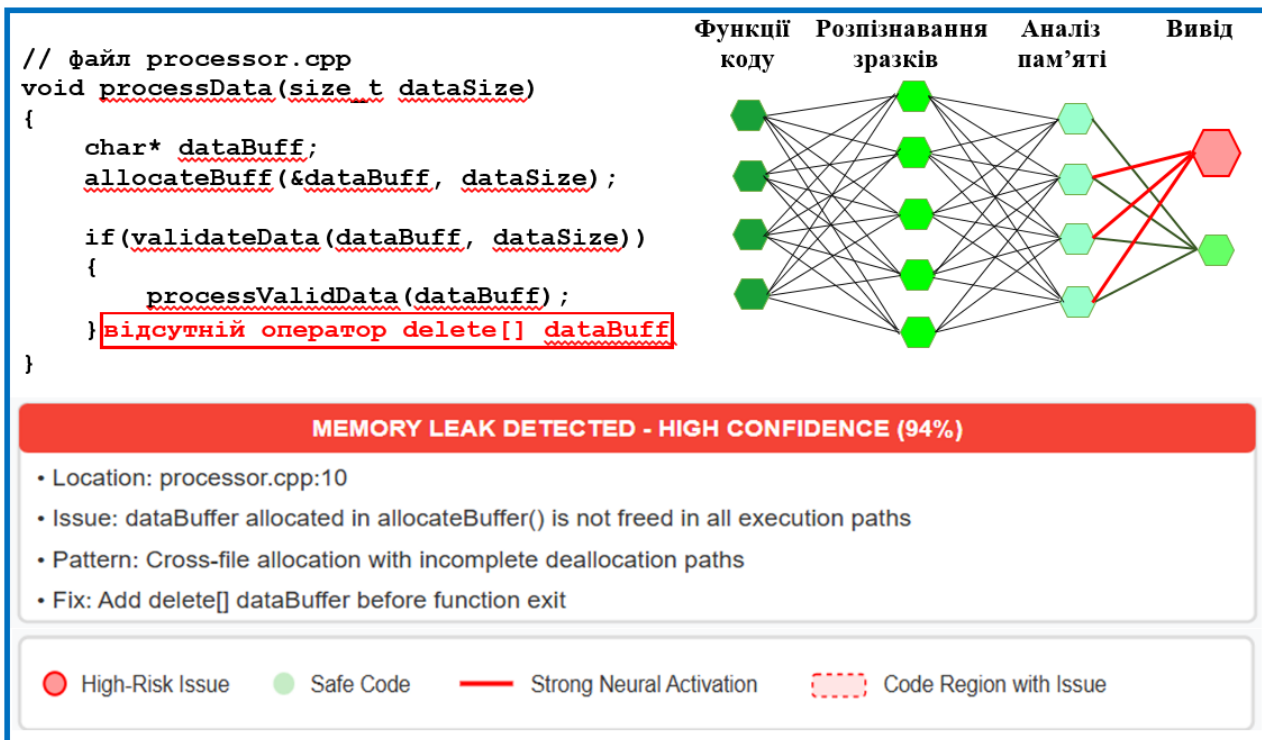 // файл processor.cpp
void processData(size_t dataSize)
{
char* dataBuff;
allocateBuff(&dataBuff, dataSize);
if(validateData(dataBuff, dataSize))
{
processValidData(dataBuff);
}відсутній оператор delete[] dataBuff
}
Функції коду
Розпізнавання зразків
Аналіз пам’яті
Вивід
MEMORY LEAK DETECTED - HIGH CONFIDENCE (94%)
• Location: processor.cpp:10
• Issue: dataBuffer allocated in allocateBuffer() is not freed in all execution paths
• Pattern: Cross-file allocation with incomplete deallocation paths
• Fix: Add delete[] dataBuffer before function exit
High-Risk Issue
Safe Code
Strong Neural Activation
Code Region with Issue